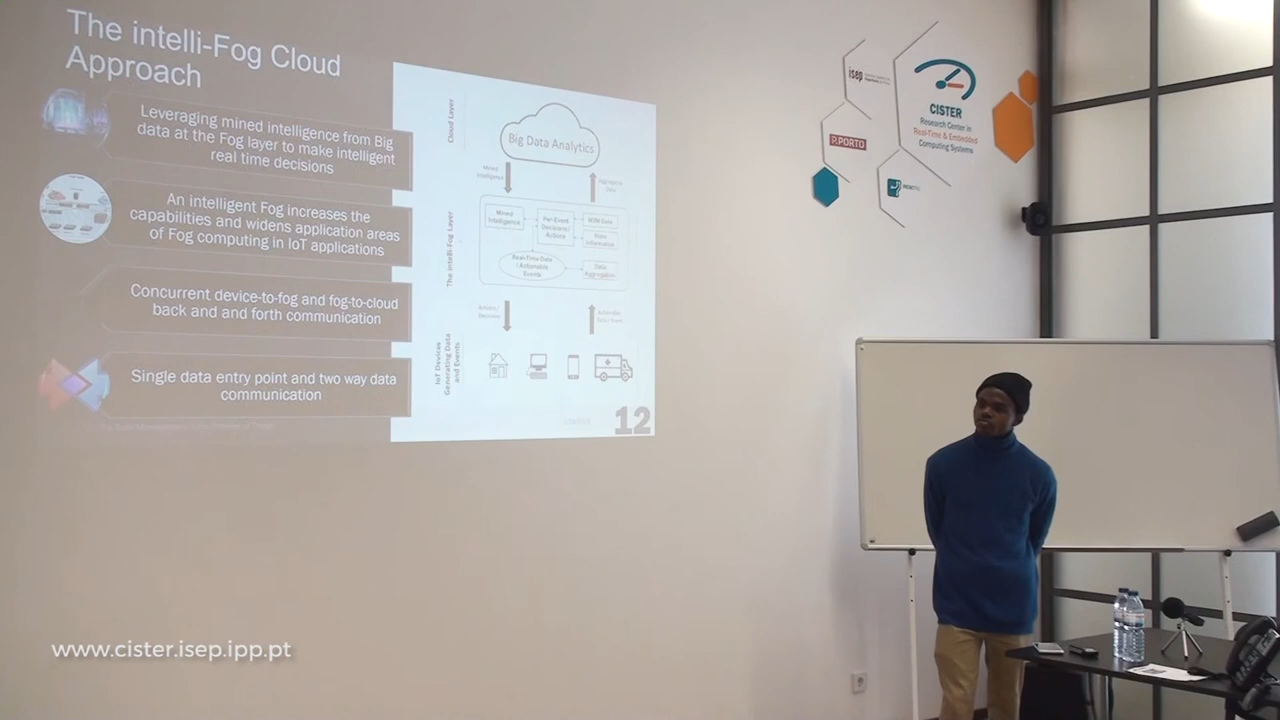 The intelli-Fog Cloud
Approach
Leveraging mined intelligence from Big
data at the Fog layer to make intelligent
real time decisions
An intelligent Fog increases the
capabilities and widens application areas
of Fog computing in IoT applications
Concurrent device-to-fog and fog-to-cloud
back and and forth communication
Single data entry point and two way data
communication
Cloud Layer
Big Data Analytics
Mined
Intelligence
Aggregated
Data
The intelli-Fog Layer
Mined
Intelligence
Per-Event
Decisions/
Actions
M2M Data
Information
Real-Time Data
/ Actionable
Events
Data
Aggregation
Actions/
Decisions
IoT Devices
Generating Data
and Events
12
isep
P.PORTO
CISTER
Research Center in
Real-Time & Embedded
Computing Systems
www.cister.isep.ipp.pt